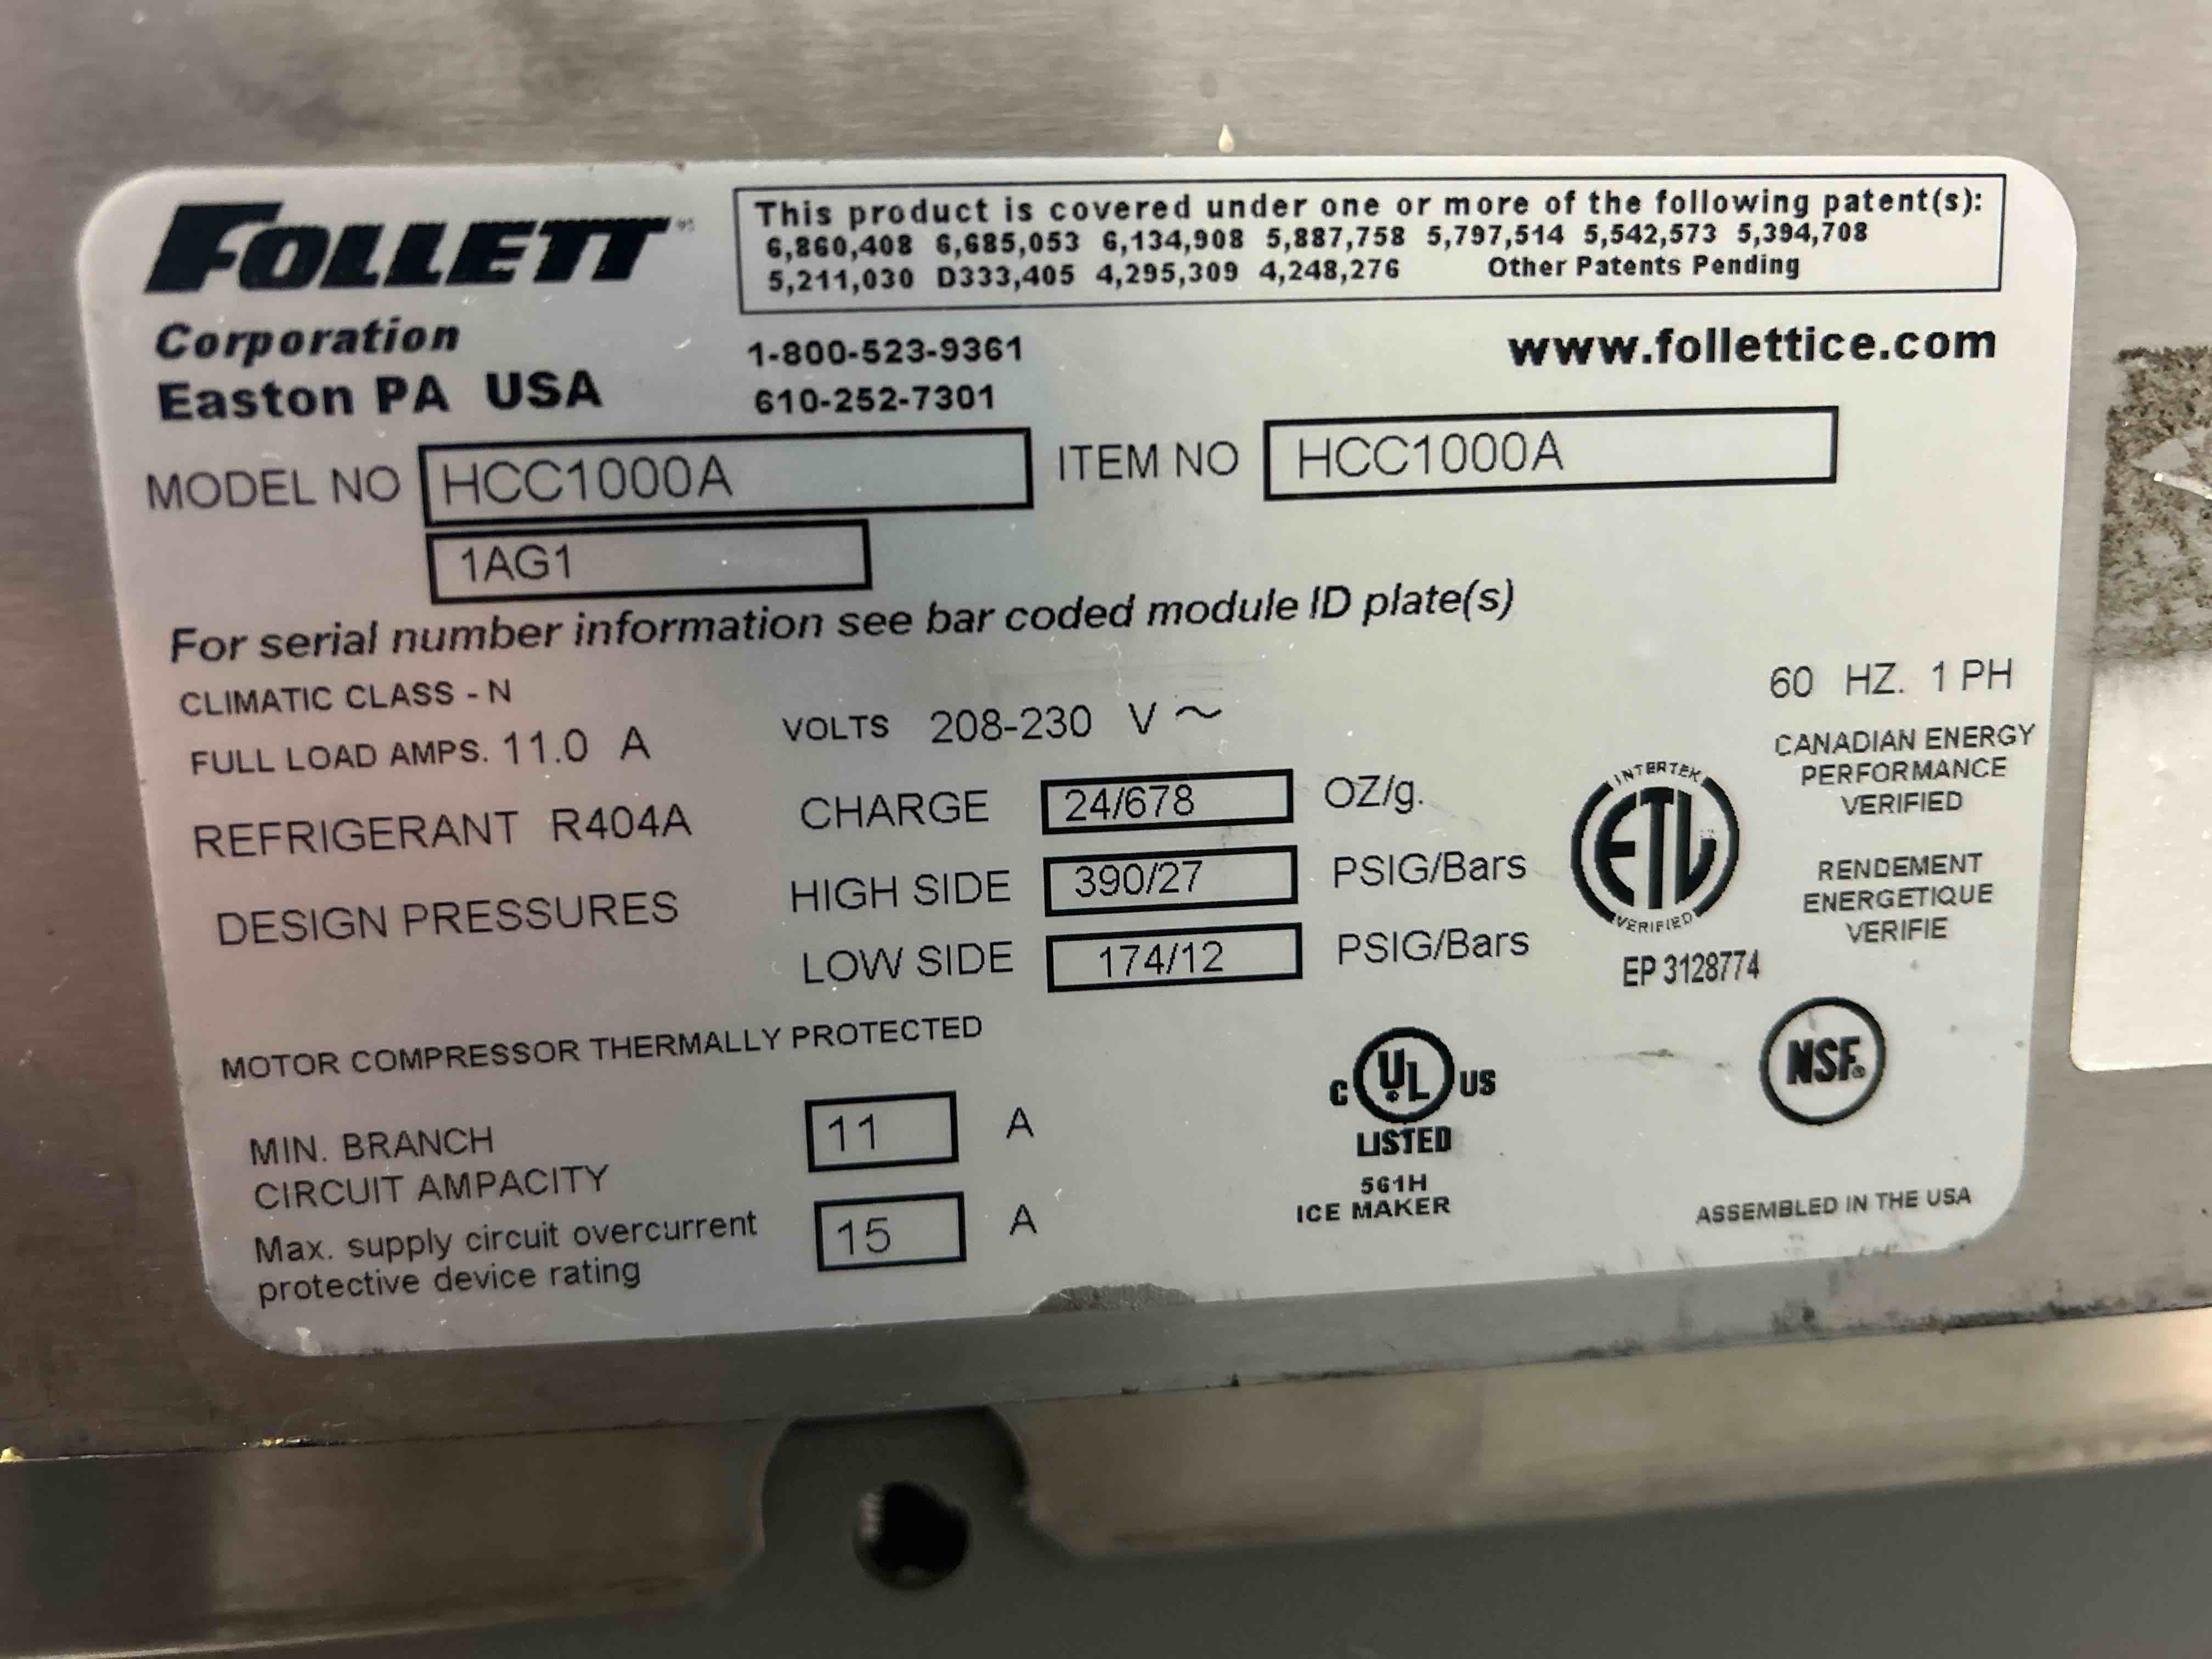 FOLLETT
Corporation
Easton PA USA
This product is covered under one or more of the following patent(s):
6,860,408 6,685,053 6,134,908 5,887,758 5,797,514 5,542,573 5,394,708
5,211,030 D333,405 4,295,309 4,248,276 Other Patents Pending
1-800-523-9361
610-252-7301
www.follettice.com
MODEL NO HCC1000A
ITEM NO HCC1000A
1AG1
For serial number information see bar coded module ID plate(s)
CLIMATIC CLASS - N
60 HZ. 1 PH
FULL LOAD AMPS. 11.0 A
VOLTS 208-230 V ~
REFRIGERANT R404A
CHARGE 24/678 OZ/g.
DESIGN PRESSURES
HIGH SIDE 390/27 PSIG/Bars
LOW SIDE 174/12 PSIG/Bars
INTERTEK
ETL
VERIFIED
EP 3128774
CANADIAN ENERGY
PERFORMANCE
VERIFIED
RENDEMENT
ENERGETIQUE
VERIFIE
MOTOR COMPRESSOR THERMALLY PROTECTED
MIN. BRANCH
CIRCUIT AMPACITY 11 A
Max. supply circuit overcurrent
protective device rating 15 A
C UL US
LISTED
561H
ICE MAKER
NSF®
ASSEMBLED IN THE USA